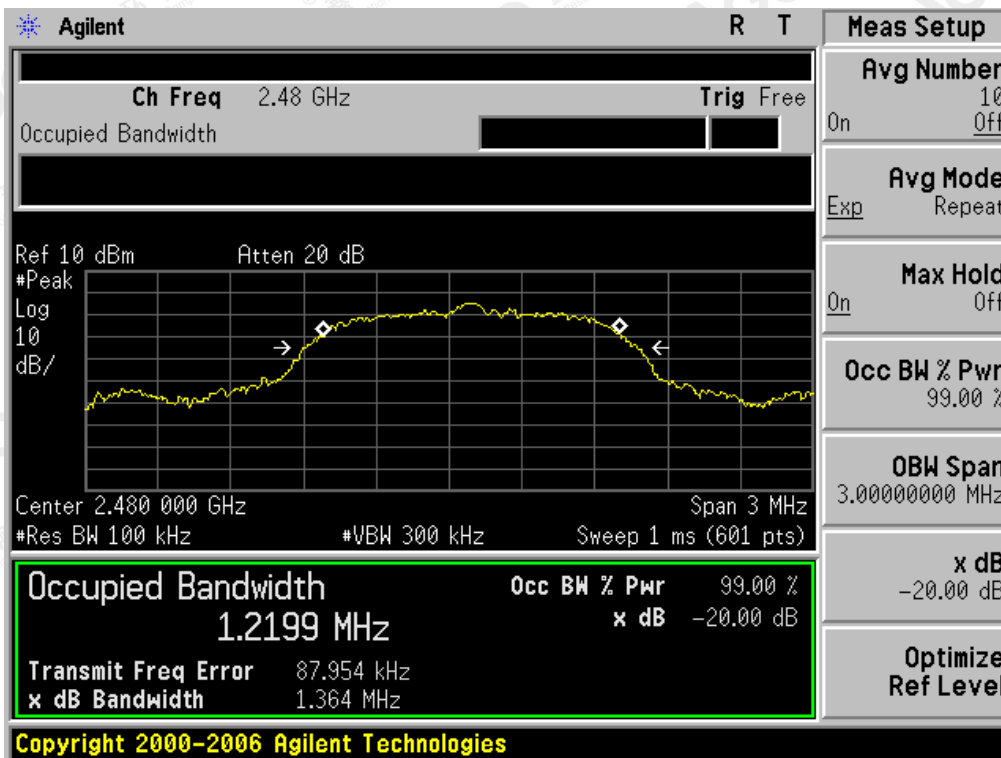 Agilent R T
Ch Freq 2.48 GHz Trig Free
Occupied Bandwidth
Ref 10 dBm Atten 20 dB
#Peak
Log
10
dB/
Center 2.480 000 GHz Span 3 MHz
#Res BW 100 kHz #VBW 300 kHz Sweep 1 ms (601 pts)
Occupied Bandwidth Occ BW % Pwr 99.00 %
1.2199 MHz x dB -20.00 dB
Transmit Freq Error 87.954 kHz
x dB Bandwidth 1.364 MHz
Copyright 2000-2006 Agilent Technologies
Meas Setup
Avg Number
10
On Off
Avg Mode
Exp Repeat
Max Hold
On Off
Occ BW % Pwr
99.00 %
OBW Span
3.00000000 MHz
x dB
-20.00 dB
Optimize
Ref Level